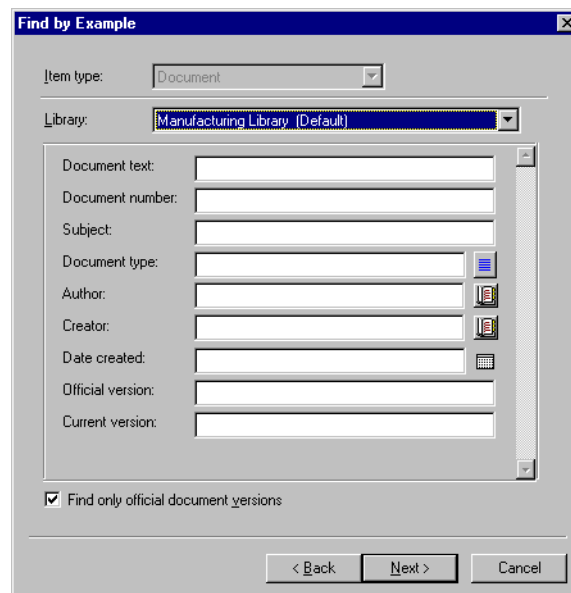 Find by Example
Item type: Document
Library: Manufacturing Library (Default)
Document text:
Document number:
Subject:
Document type:
Author:
Creator:
Date created:
Official version:
Current version:
Find only official document versions
< Back Next > Cancel